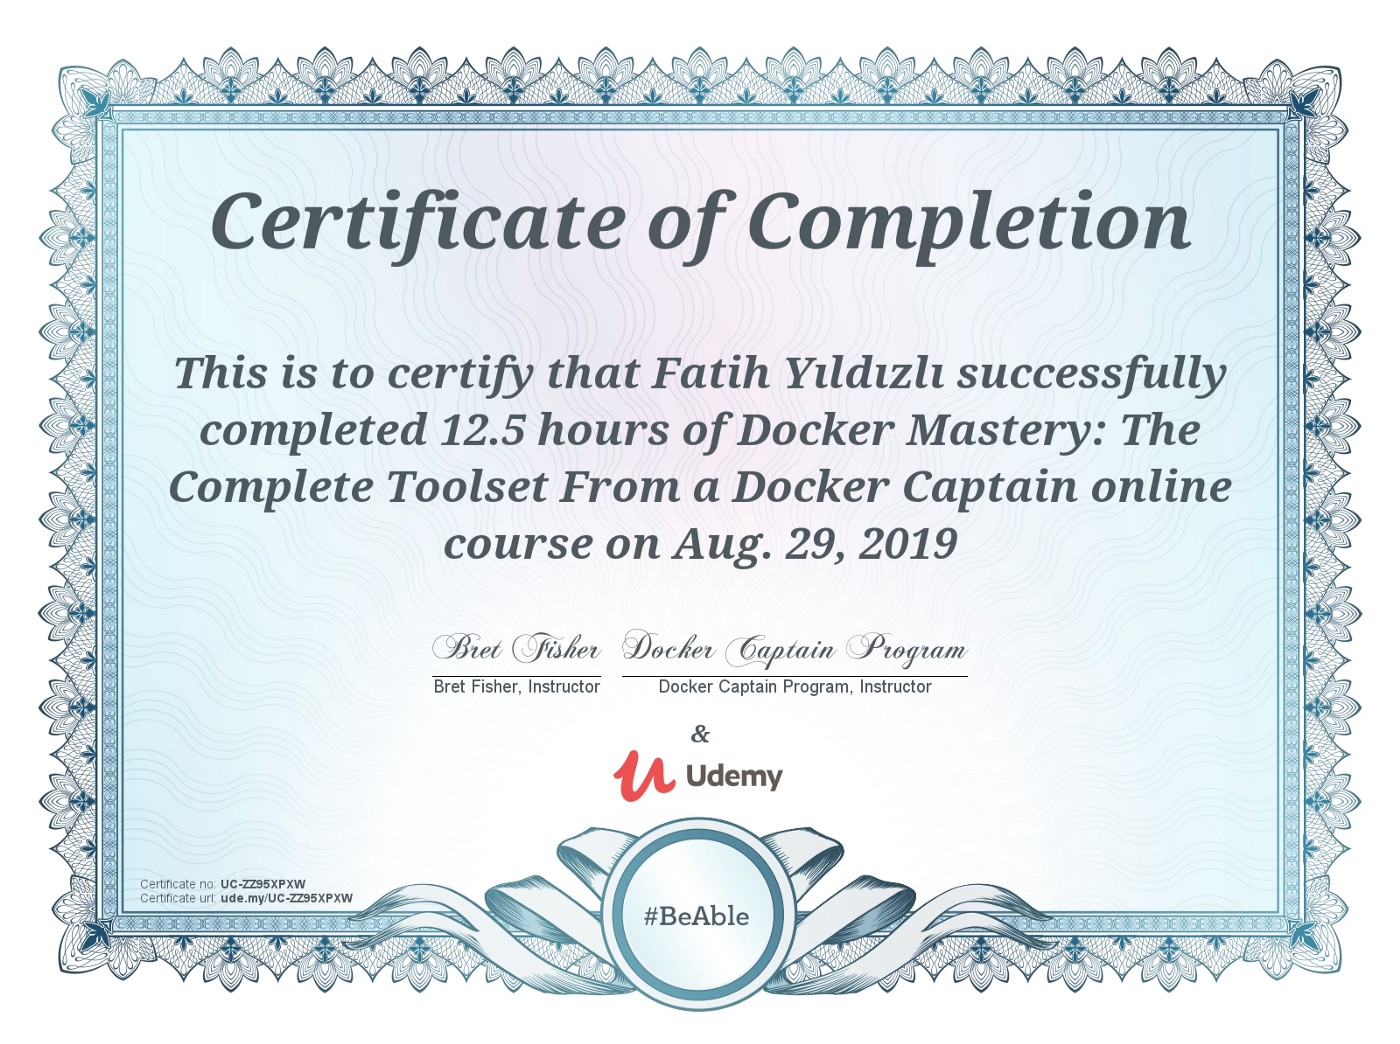 Certificate of Completion
This is to certify that Fatih Yıldızlı successfully
completed 12.5 hours of Docker Mastery: The
Complete Toolset From a Docker Captain online
course on Aug. 29, 2019
Bret Fisher Docker Captain Program
Bret Fisher, Instructor Docker Captain Program, Instructor
&
Udemy
Certificate no: UC-ZZ95XPXW
Certificate url: ude.my/UC-ZZ95XPXW
#BeAble